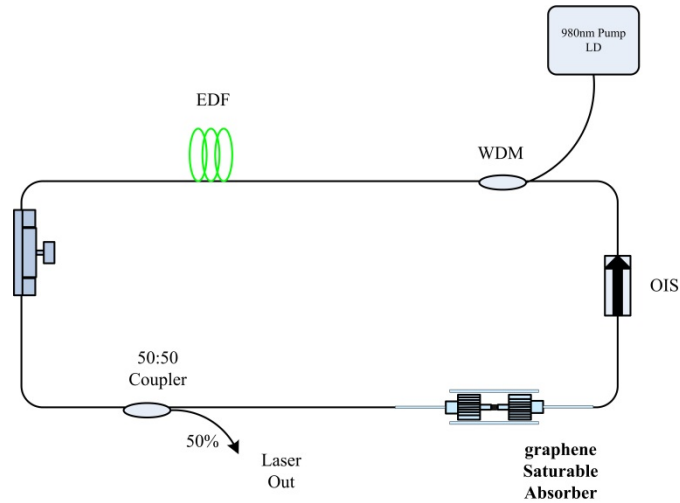 980nm Pump
LD
EDF
WDM
OIS
50:50
Coupler
50%
Laser
Out
graphene
Saturable
Absorber